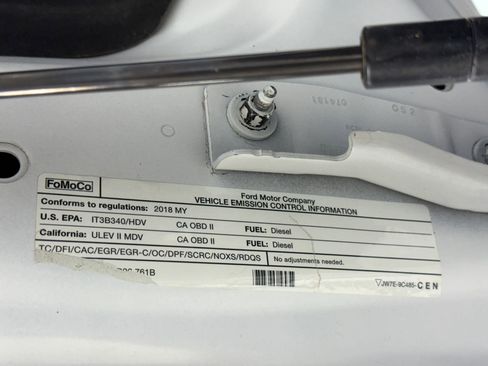 074181
052
FoMoCo
Ford Motor Company
VEHICLE EMISSION CONTROL INFORMATION
Conforms to regulations: 2018 MY
U.S. EPA: IT3B340/HDV CA OBD II FUEL: Diesel
California: ULEV II MDV CA OBD II FUEL: Diesel
TC/DFI/CAC/EGR/EGR-C/OC/DPF/SCRC/NOXS/RDQS No adjustments needed.
761B
JW7E-9C485- CEN